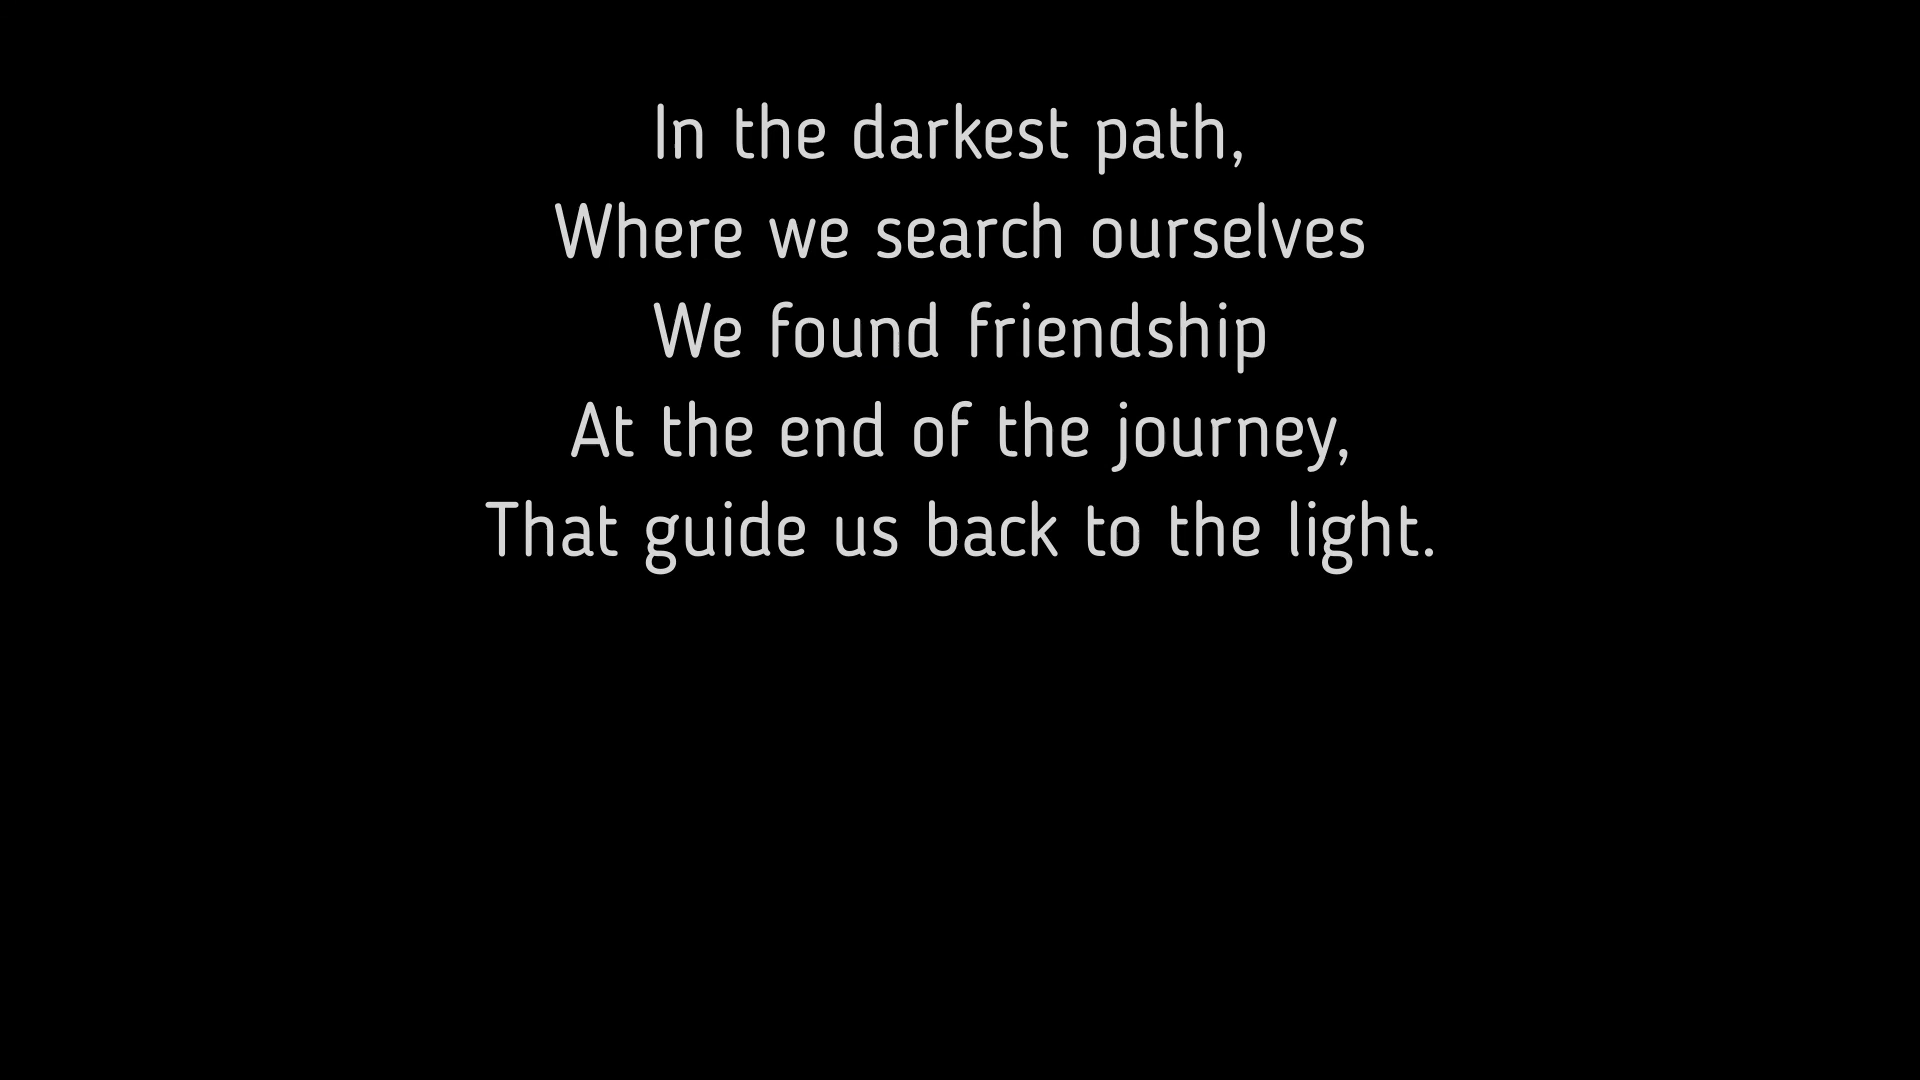 In the darkest path,
Where we search ourselves
We found friendship
At the end of the journey,
That guide us back to the light.